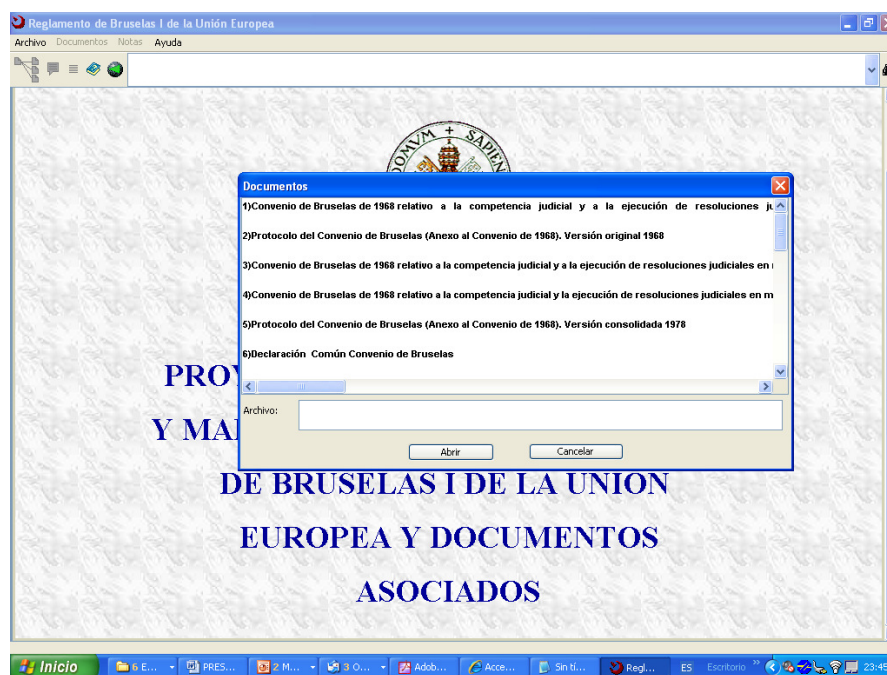 Reglamento de Bruselas I de la Unión Europea
Archivo Documentos Notas Ayuda
DOMVM + SAPIEN
Documentos
1)Convenio de Bruselas de 1968 relativo a la competencia judicial y a la ejecución de resoluciones
2)Protocolo del Convenio de Bruselas (Anexo al Convenio de 1968). Versión original 1968
3)Convenio de Bruselas de 1968 relativo a la competencia judicial y a la ejecución de resoluciones judiciales en
4)Convenio de Bruselas de 1968 relativo a la competencia judicial y la ejecución de resoluciones judiciales en m
5)Protocolo del Convenio de Bruselas (Anexo al Convenio de 1968). Versión consolidada 1978
6)Declaración Común Convenio de Bruselas
Archivo:
Abrir Cancelar
PROY
Y MA
DE BRUSELAS I DE LA UNION
EUROPEA Y DOCUMENTOS
ASOCIADOS
Inicio 6 E... PRES... 2 M... 3 O... Adob... Acce... Sin tí... Regl... ES Escritorio 23:45